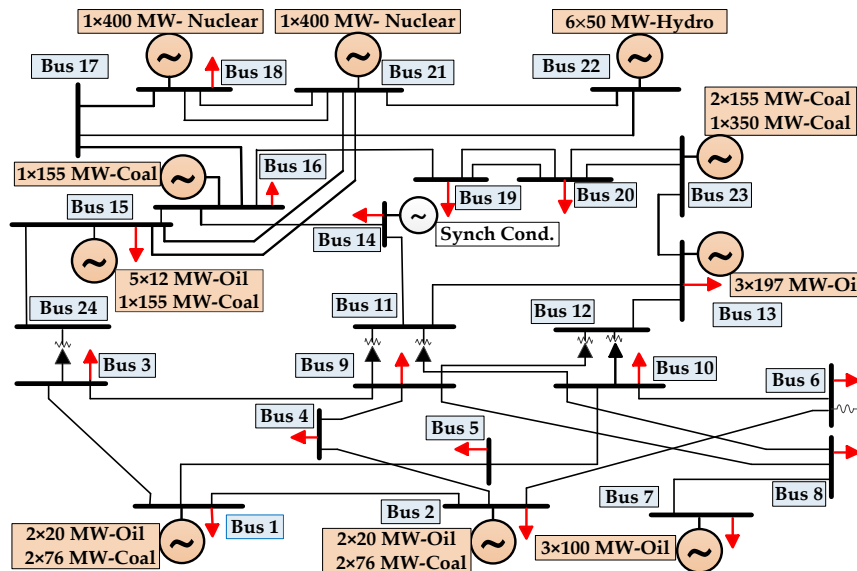 1×400 MW- Nuclear
1×400 MW- Nuclear
6×50 MW-Hydro
Bus 17
Bus 18
Bus 21
Bus 22
2×155 MW-Coal
1×350 MW-Coal
1×155 MW-Coal
Bus 16
Bus 19
Bus 20
Bus 23
Bus 15
Bus 14
Synch Cond.
5×12 MW-Oil
1×155 MW-Coal
3×197 MW-Oil
Bus 24
Bus 11
Bus 12
Bus 13
Bus 3
Bus 9
Bus 10
Bus 6
Bus 4
Bus 5
Bus 7
Bus 8
Bus 1
Bus 2
2×20 MW-Oil
2×76 MW-Coal
2×20 MW-Oil
2×76 MW-Coal
3×100 MW-Oil